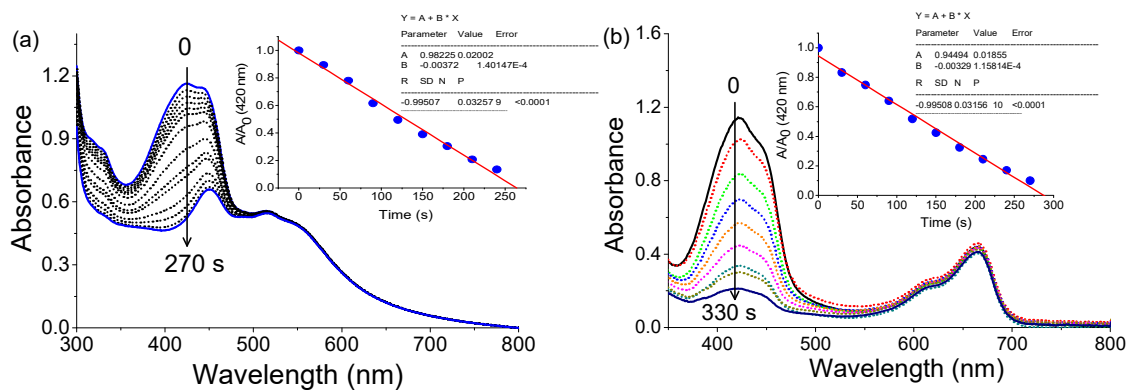 (a)
0
270 s
Absorbance
1.2
0.9
0.6
0.3
0.0
300 400 500 600 700 800
Wavelength (nm)
A/A0 (420 nm)
1.0
0.8
0.6
0.4
0.2
0.0
0 50 100 150 200 250
Time (s)
Y = A + B * X
Parameter Value Error
A 0.98225 0.02002
B -0.00372 1.40147E-4
R SD N P
-0.99507 0.03257 9 <0.0001
(b)
0
330 s
Absorbance
1.6
1.2
0.8
0.4
0.0
400 500 600 700 800
Wavelength (nm)
A/A0 (420 nm)
1.0
0.8
0.6
0.4
0.2
0.0
0 50 100 150 200 250 300
Time (s)
Y = A + B * X
Parameter Value Error
A 0.94494 0.01855
B -0.00329 1.15814E-4
R SD N P
-0.99508 0.03156 10 <0.0001